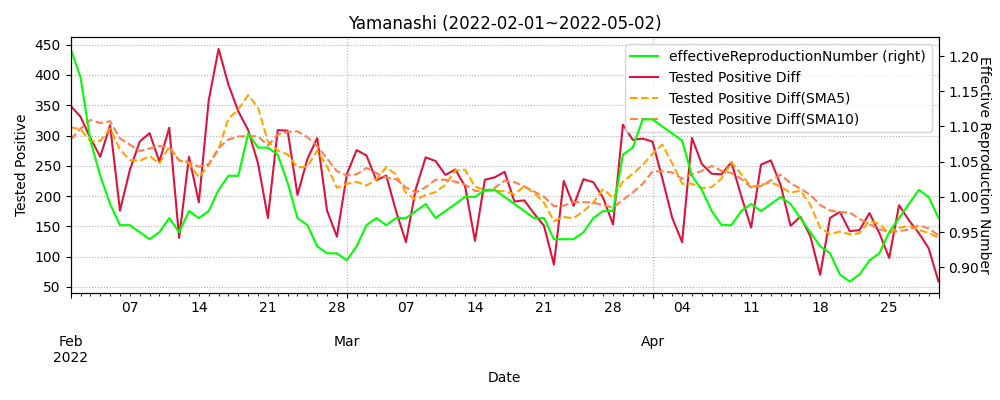 Yamanashi (2022-02-01~2022-05-02)
effectiveReproductionNumber (right)
Tested Positive Diff
Tested Positive Diff(SMA5)
Tested Positive Diff(SMA10)
Tested Positive
450
400
350
300
250
200
150
100
50
1.20
1.15
1.10
1.05
1.00
0.95
0.90
Effective Reproduction Number
07 14 21 28 07 14 21 28 04 11 18 25
Feb Mar Apr
2022
Date